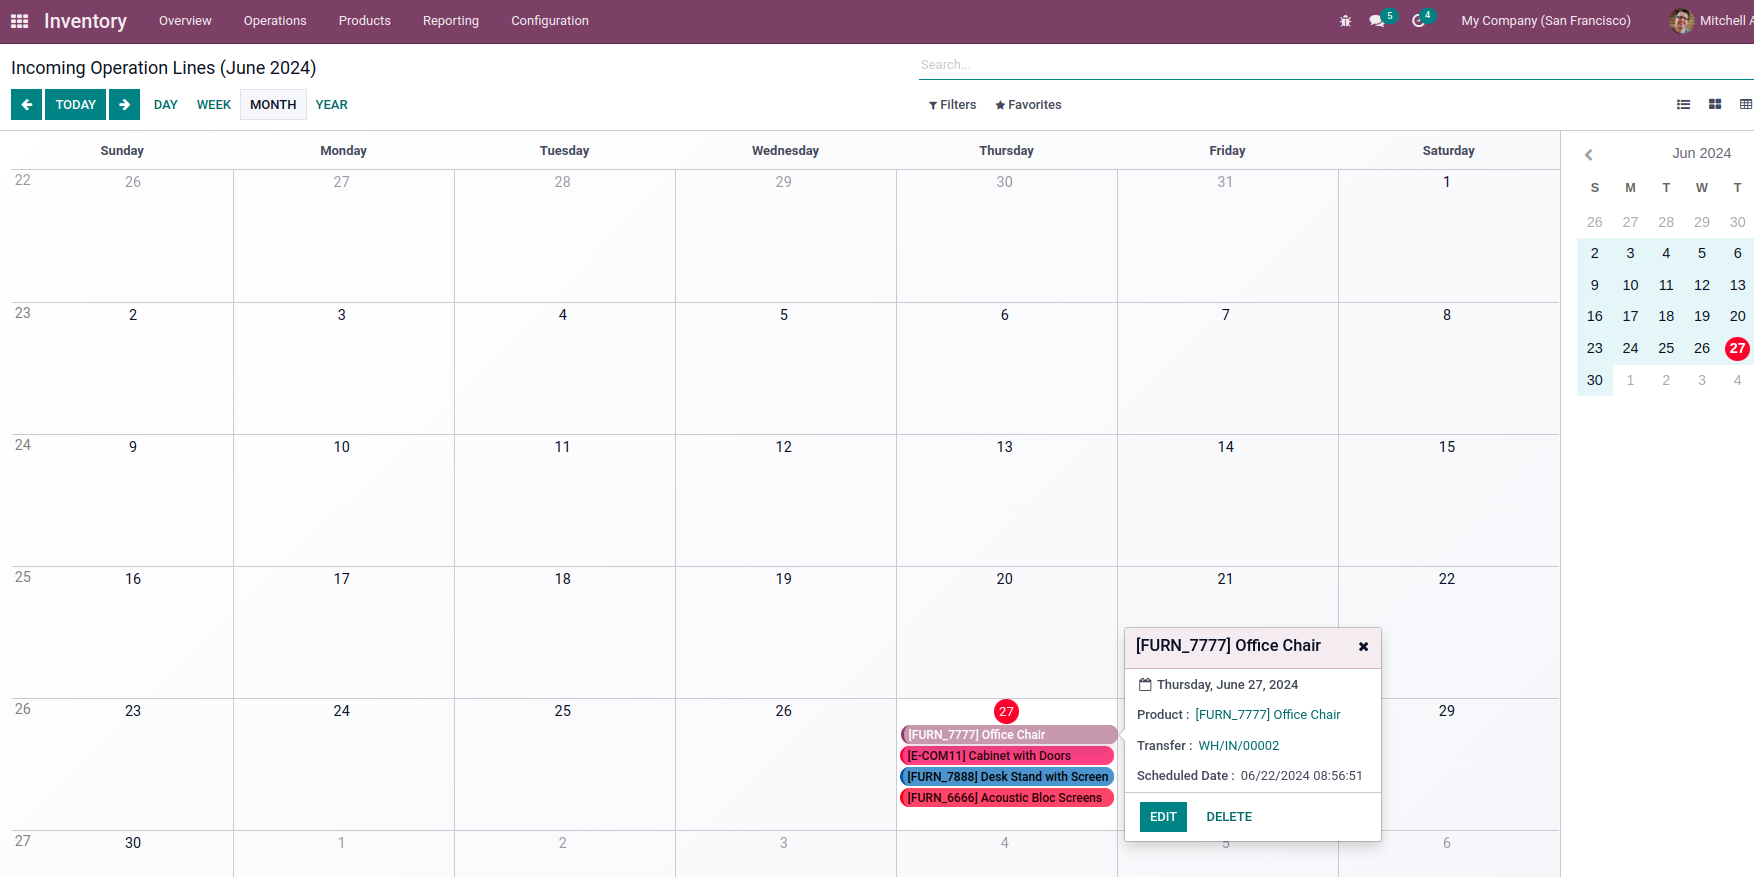 Inventory Overview Operations Products Reporting Configuration 5 4 My Company (San Francisco) Mitchell A
Incoming Operation Lines (June 2024) Search...
TODAY DAY WEEK MONTH YEAR Filters Favorites
Sunday Monday Tuesday Wednesday Thursday Friday Saturday
22 26 27 28 29 30 31 1
23 2 3 4 5 6 7 8
24 9 10 11 12 13 14 15
25 16 17 18 19 20 21 22
26 23 24 25 26 27 29
[FURN_7777] Office Chair
[E-COM11] Cabinet with Doors
[FURN_7888] Desk Stand with Screen
[FURN_6666] Acoustic Bloc Screens
27 30 1 2 3 4 5 6
[FURN_7777] Office Chair
Thursday, June 27, 2024
Product : [FURN_7777] Office Chair
Transfer : WH/IN/00002
Scheduled Date : 06/22/2024 08:56:51
EDIT DELETE
Jun 2024
S M T W T
26 27 28 29 30
2 3 4 5 6
9 10 11 12 13
16 17 18 19 20
23 24 25 26 27
30 1 2 3 4